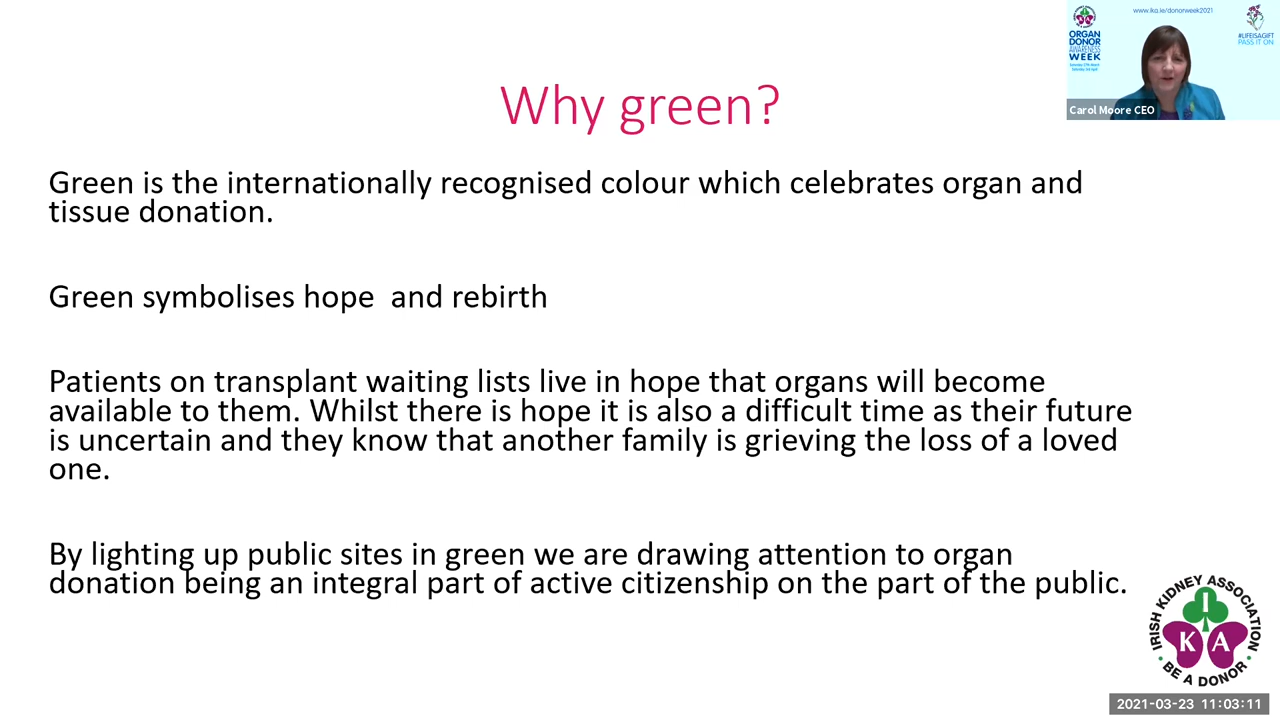 www.ika.ie/donorweek2021
ORGAN
DONOR
AWARENESS
WEEK
#LIFEISAGIFT
PASS IT ON
Carol Moore CEO
Why green?
Green is the internationally recognised colour which celebrates organ and
tissue donation.
Green symbolises hope  and rebirth
Patients on transplant waiting lists live in hope that organs will become
available to them. Whilst there is hope it is also a difficult time as their future
is uncertain and they know that another family is grieving the loss of a loved
one.
By lighting up public sites in green we are drawing attention to organ
donation being an integral part of active citizenship on the part of the public.
IRISH KIDNEY ASSOCIATION
I
K A
• BE A DONOR •
2021-03-23 11:03:11